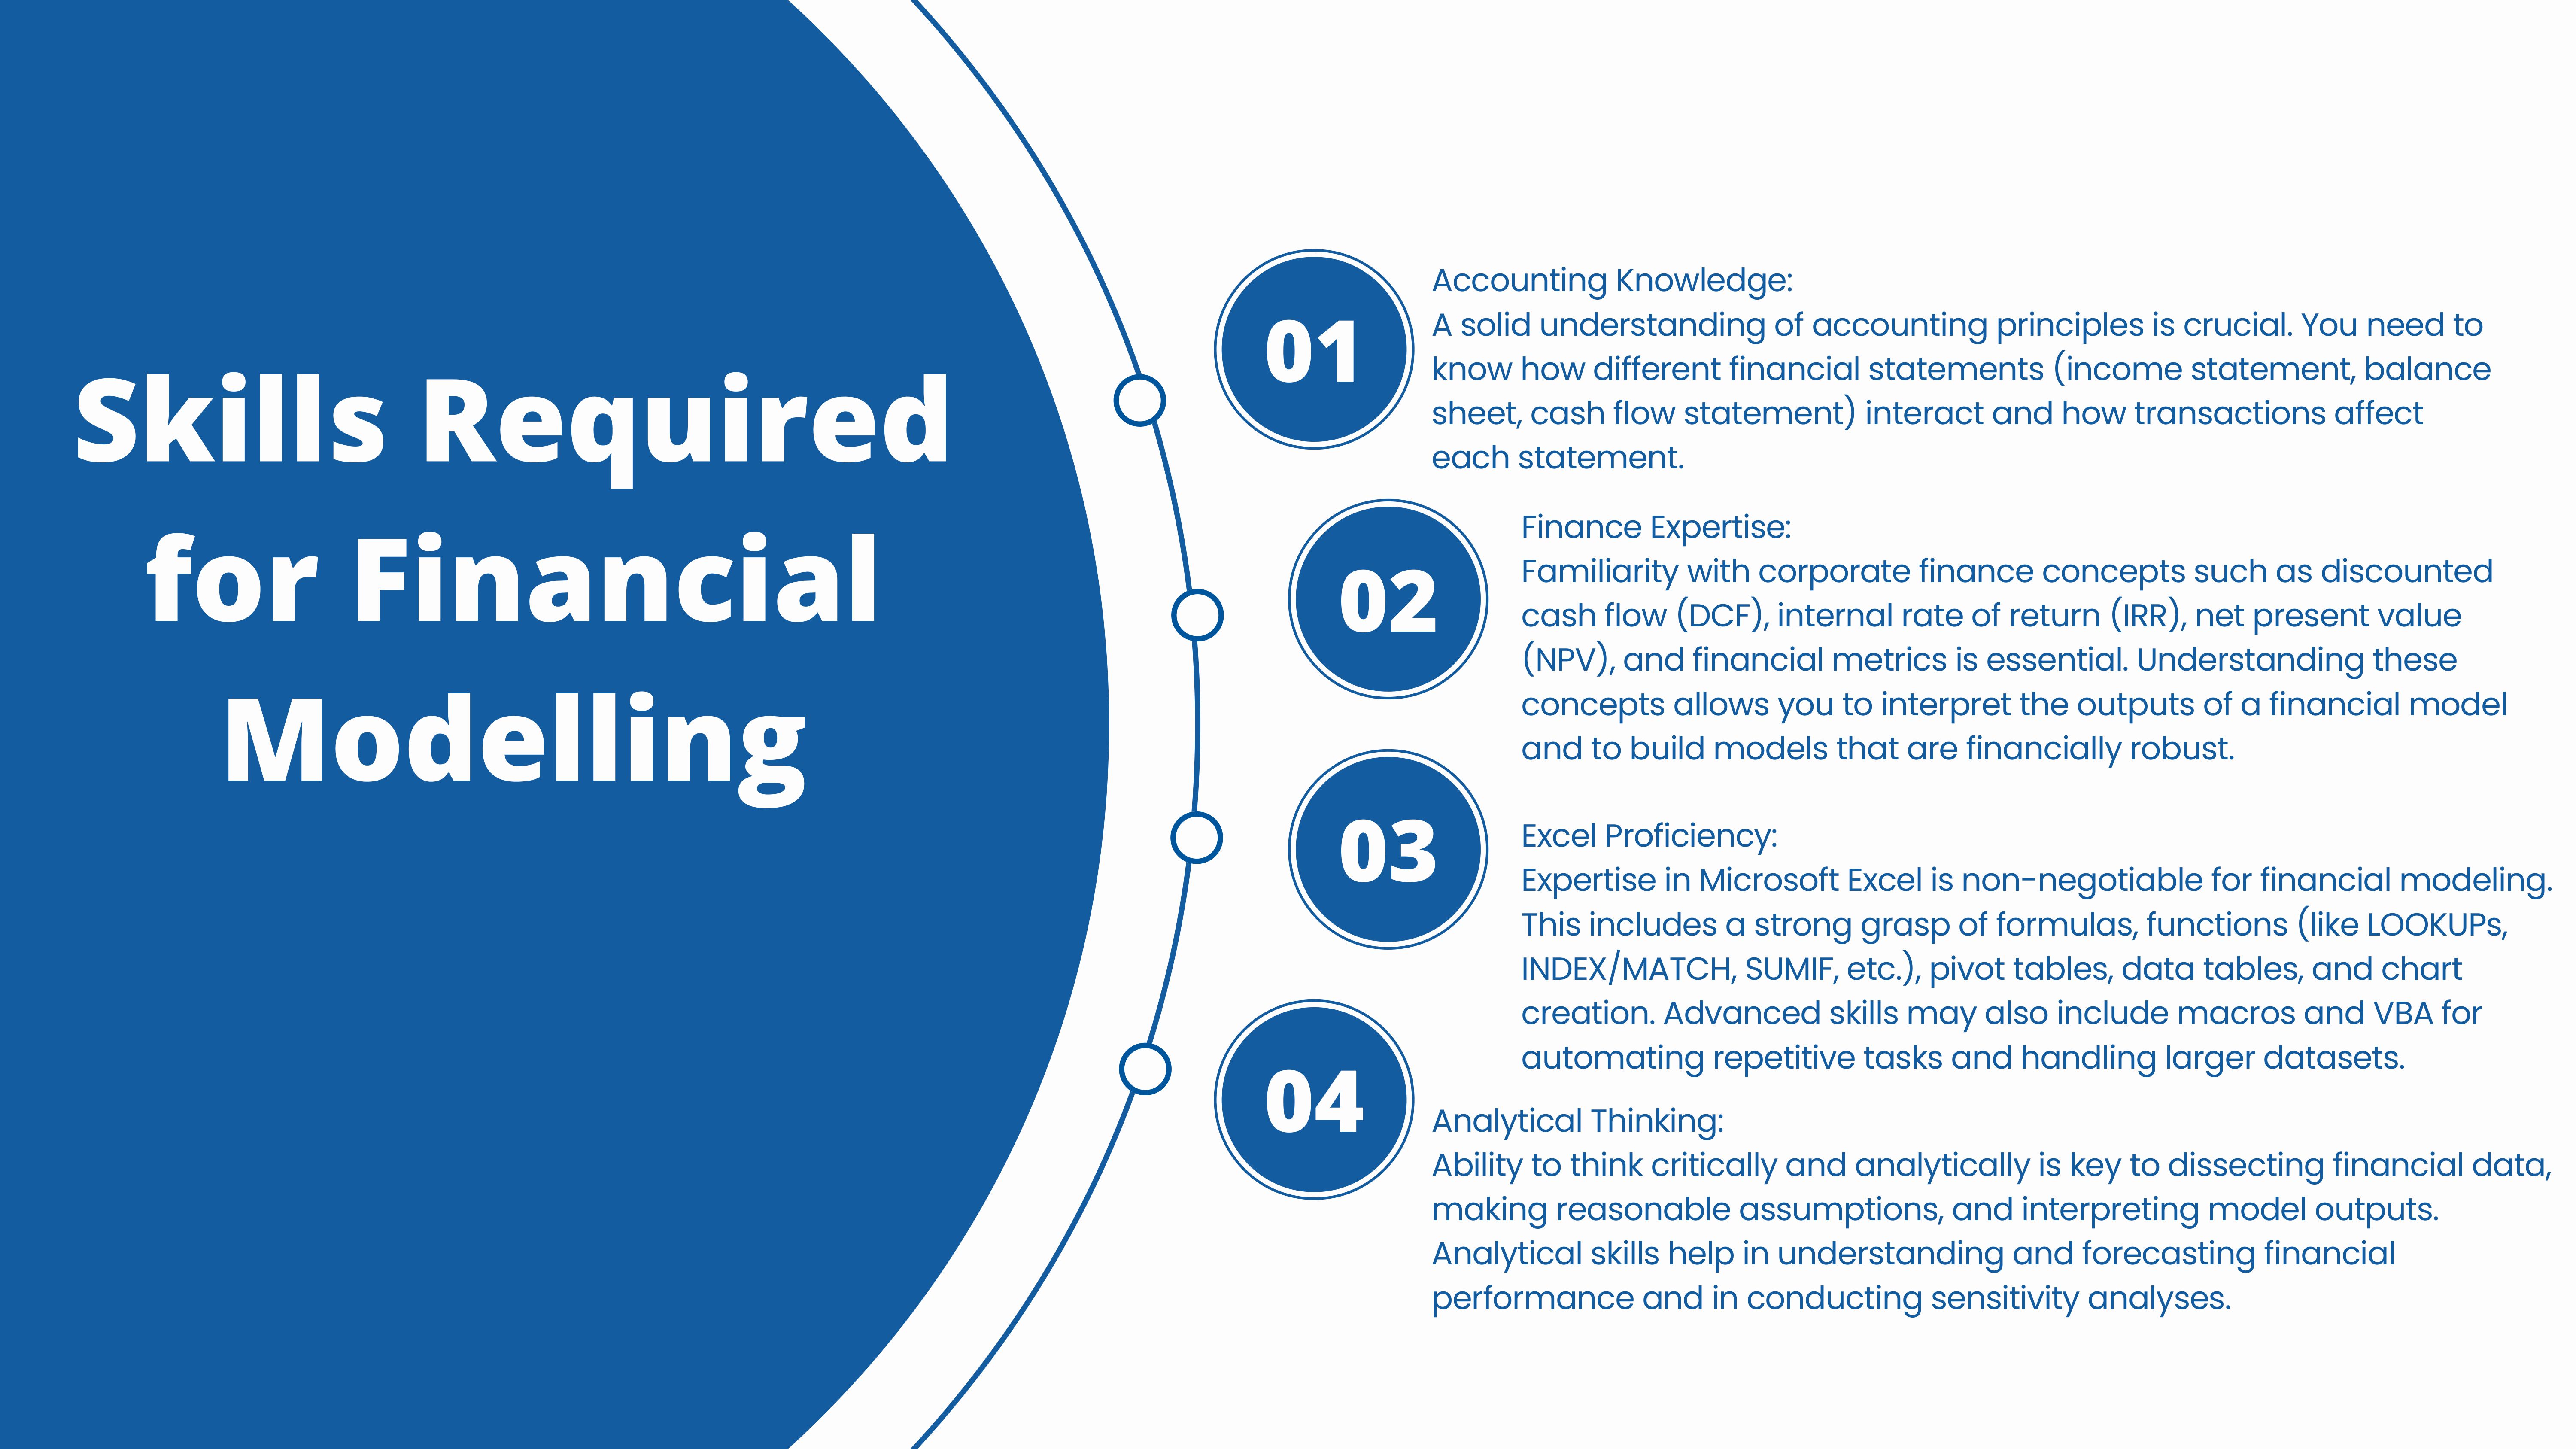 Skills Required
for Financial
Modelling
01
Accounting Knowledge:
A solid understanding of accounting principles is crucial. You need to
know how different financial statements (income statement, balance
sheet, cash flow statement) interact and how transactions affect
each statement.
02
Finance Expertise:
Familiarity with corporate finance concepts such as discounted
cash flow (DCF), internal rate of return (IRR), net present value
(NPV), and financial metrics is essential. Understanding these
concepts allows you to interpret the outputs of a financial model
and to build models that are financially robust.
03
Excel Proficiency:
Expertise in Microsoft Excel is non-negotiable for financial modeling.
This includes a strong grasp of formulas, functions (like LOOKUPs,
INDEX/MATCH, SUMIF, etc.), pivot tables, data tables, and chart
creation. Advanced skills may also include macros and VBA for
automating repetitive tasks and handling larger datasets.
04
Analytical Thinking:
Ability to think critically and analytically is key to dissecting financial data,
making reasonable assumptions, and interpreting model outputs.
Analytical skills help in understanding and forecasting financial
performance and in conducting sensitivity analyses.